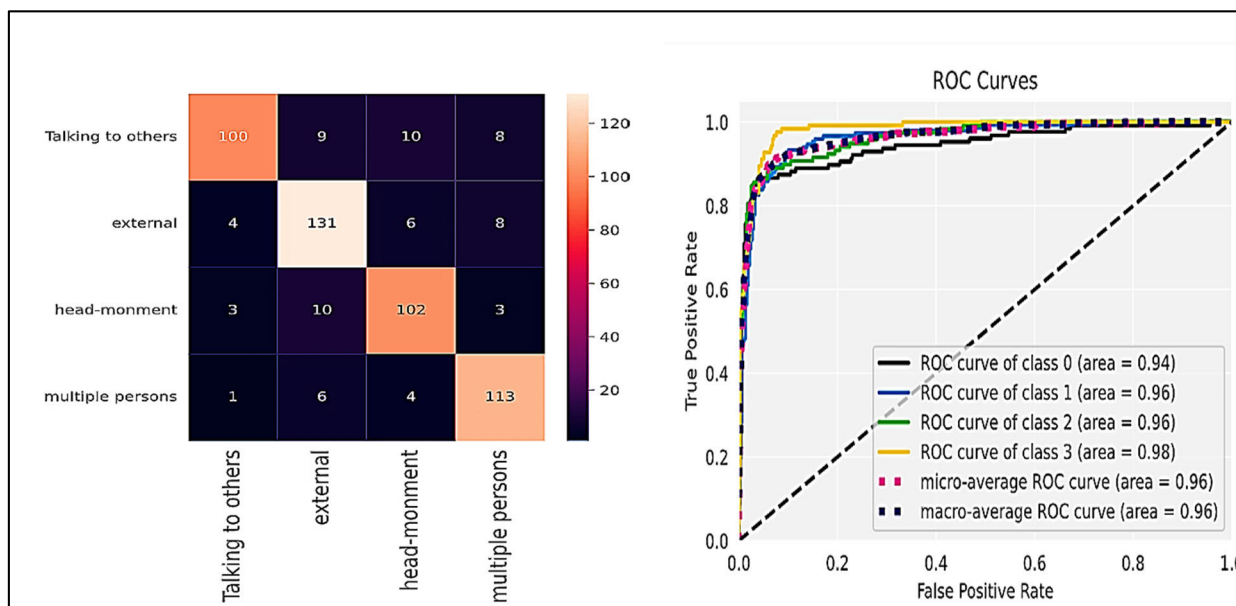 Talking to others
100 9 10 8
external
4 131 6 8
head-monment
3 10 102 3
multiple persons
1 6 4 113
Talking to others
external
head-monment
multiple persons
120
100
80
60
40
20
ROC Curves
True Positive Rate
1.0
0.8
0.6
0.4
0.2
0.0
ROC curve of class 0 (area = 0.94)
ROC curve of class 1 (area = 0.96)
ROC curve of class 2 (area = 0.96)
ROC curve of class 3 (area = 0.98)
micro-average ROC curve (area = 0.96)
macro-average ROC curve (area = 0.96)
0.0 0.2 0.4 0.6 0.8 1.0
False Positive Rate